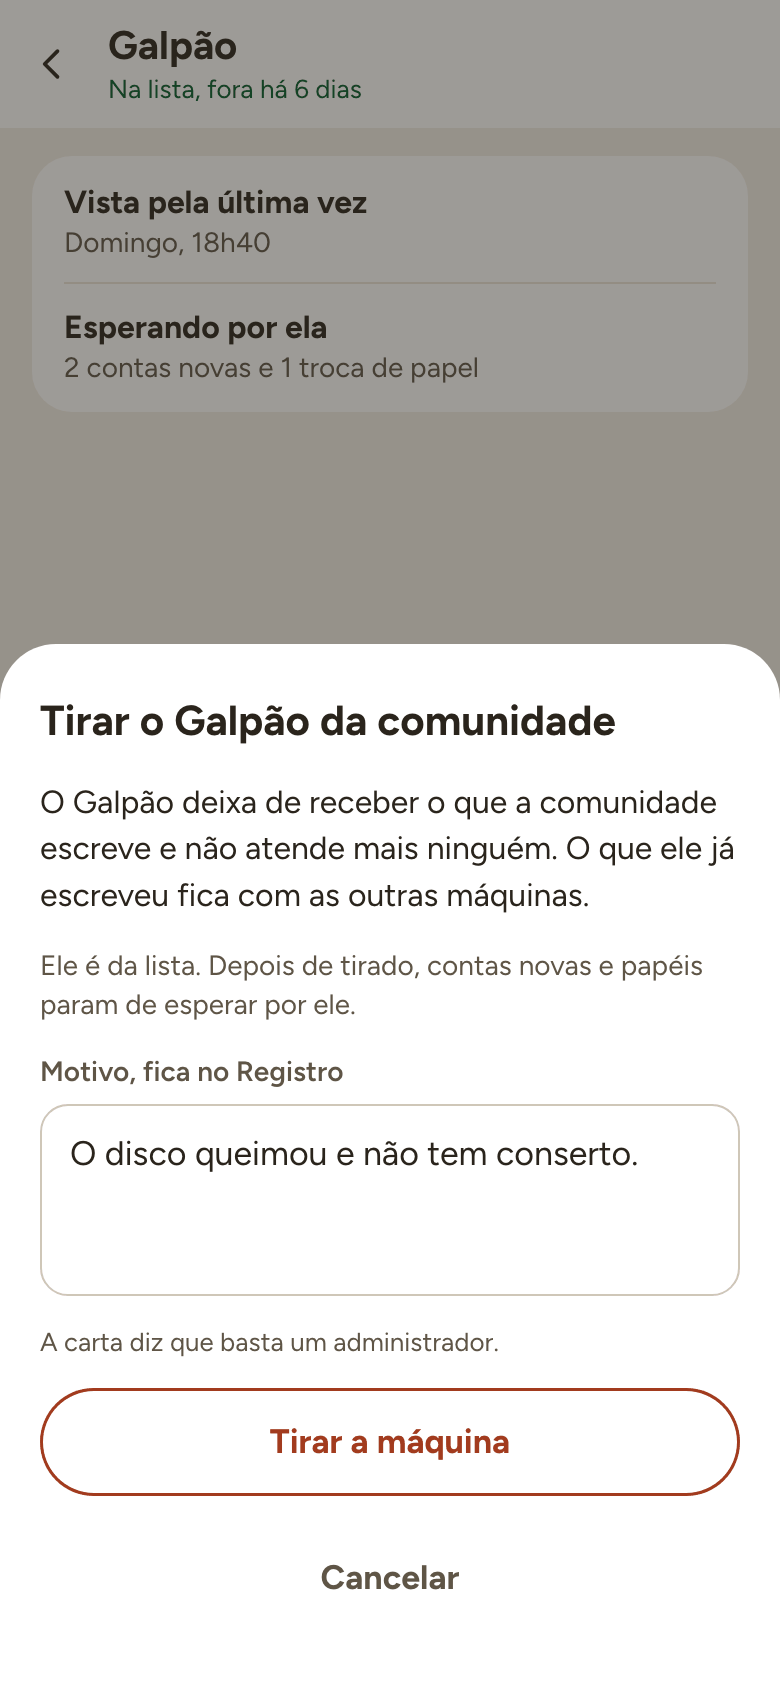 Galpão
Na lista, fora há 6 dias
Vista pela última vez
Domingo, 18h40
Esperando por ela
2 contas novas e 1 troca de papel
Tirar o Galpão da comunidade
O Galpão deixa de receber o que a comunidade
escreve e não atende mais ninguém. O que ele já
escreveu fica com as outras máquinas.
Ele é da lista. Depois de tirado, contas novas e papéis
param de esperar por ele.
Motivo, fica no Registro
O disco queimou e não tem conserto.
A carta diz que basta um administrador.
Tirar a máquina
Cancelar